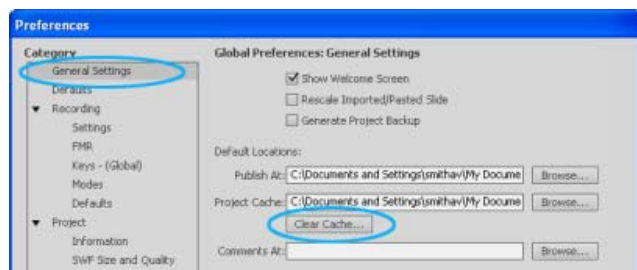 Preferences
Category
General Settings
Defaults
Recording
Settings
FMR
Keys - (Global)
Modes
Defaults
Project
Information
SWF Size and Quality
Global Preferences: General Settings
Show Welcome Screen
Rescale Imported/Pasted Slide
Generate Project Backup
Default Locations:
Publish At: C:\Documents and Settings\smithav\My Docume Browse...
Project Cache: C:\Documents and Settings\smithav\My Docume Browse...
Clear Cache...
Comments At: Browse...